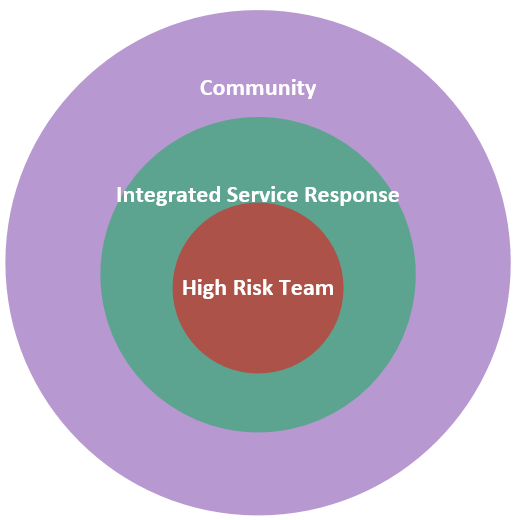 Community
Integrated Service Response
High Risk Team